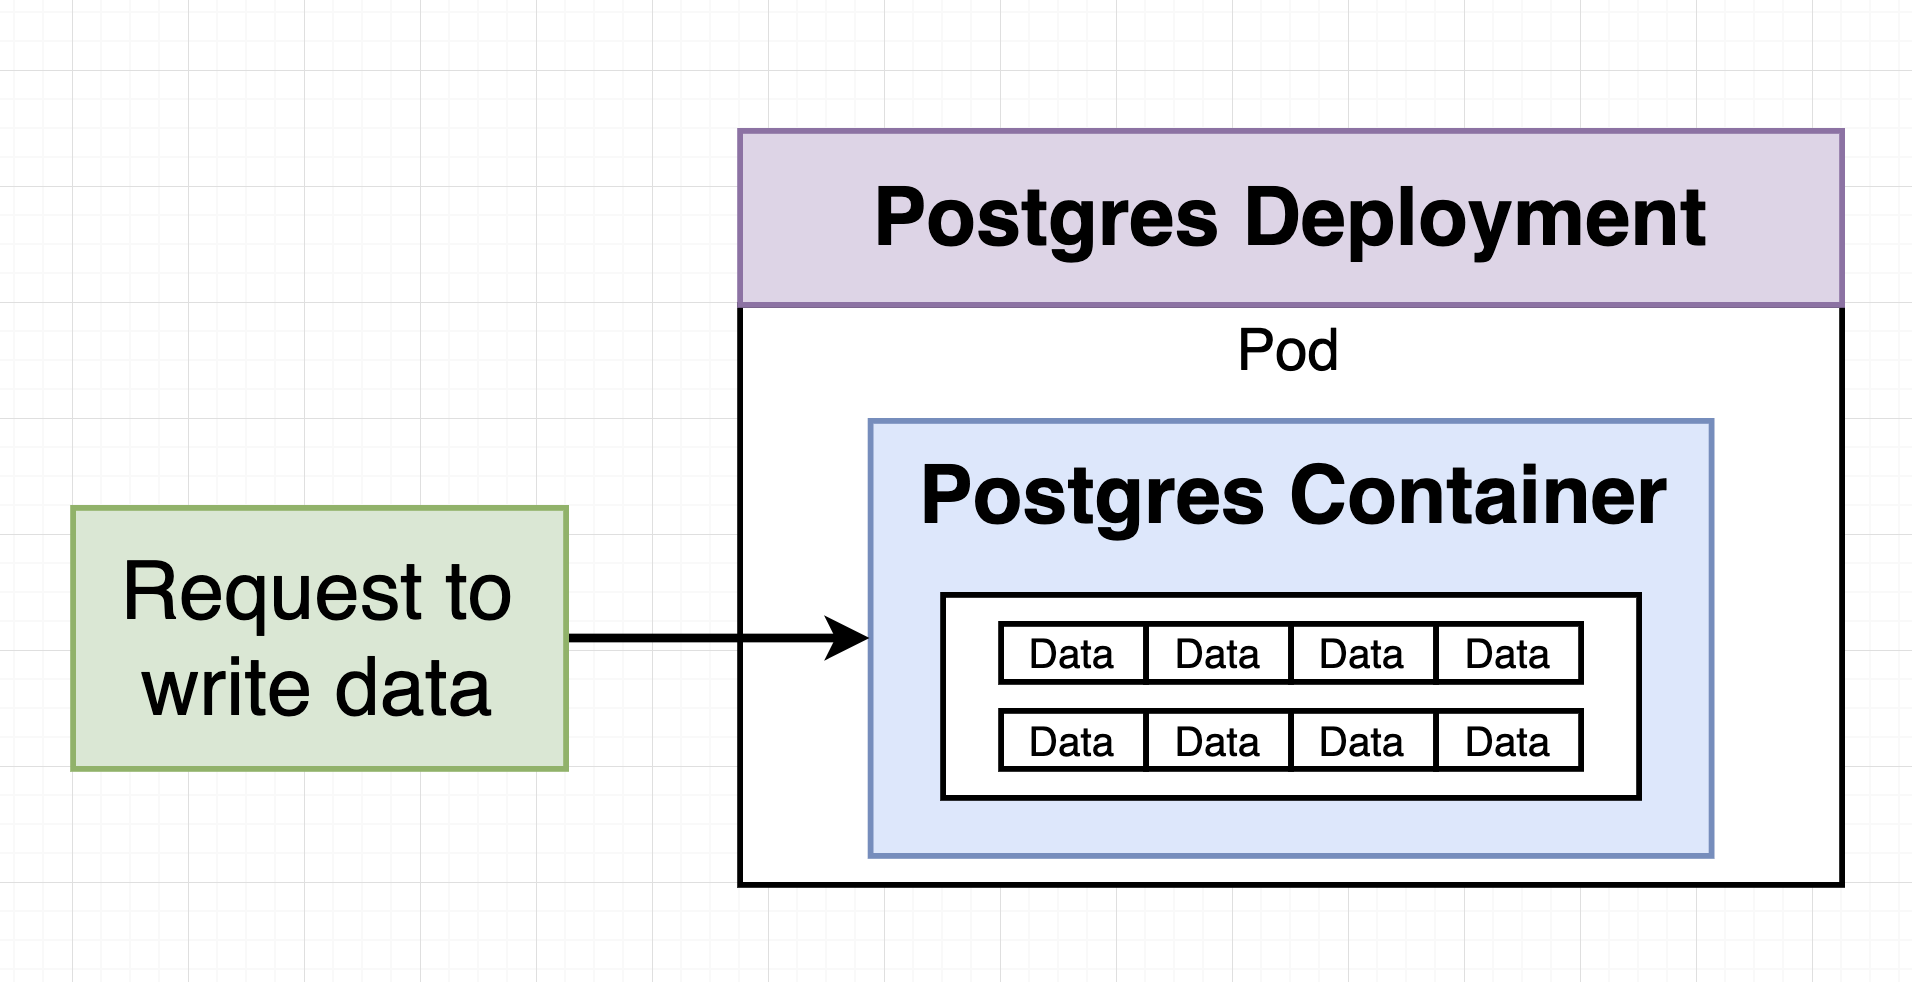 Postgres Deployment
Pod
Postgres Container
Request to
write data
Data Data Data Data
Data Data Data Data